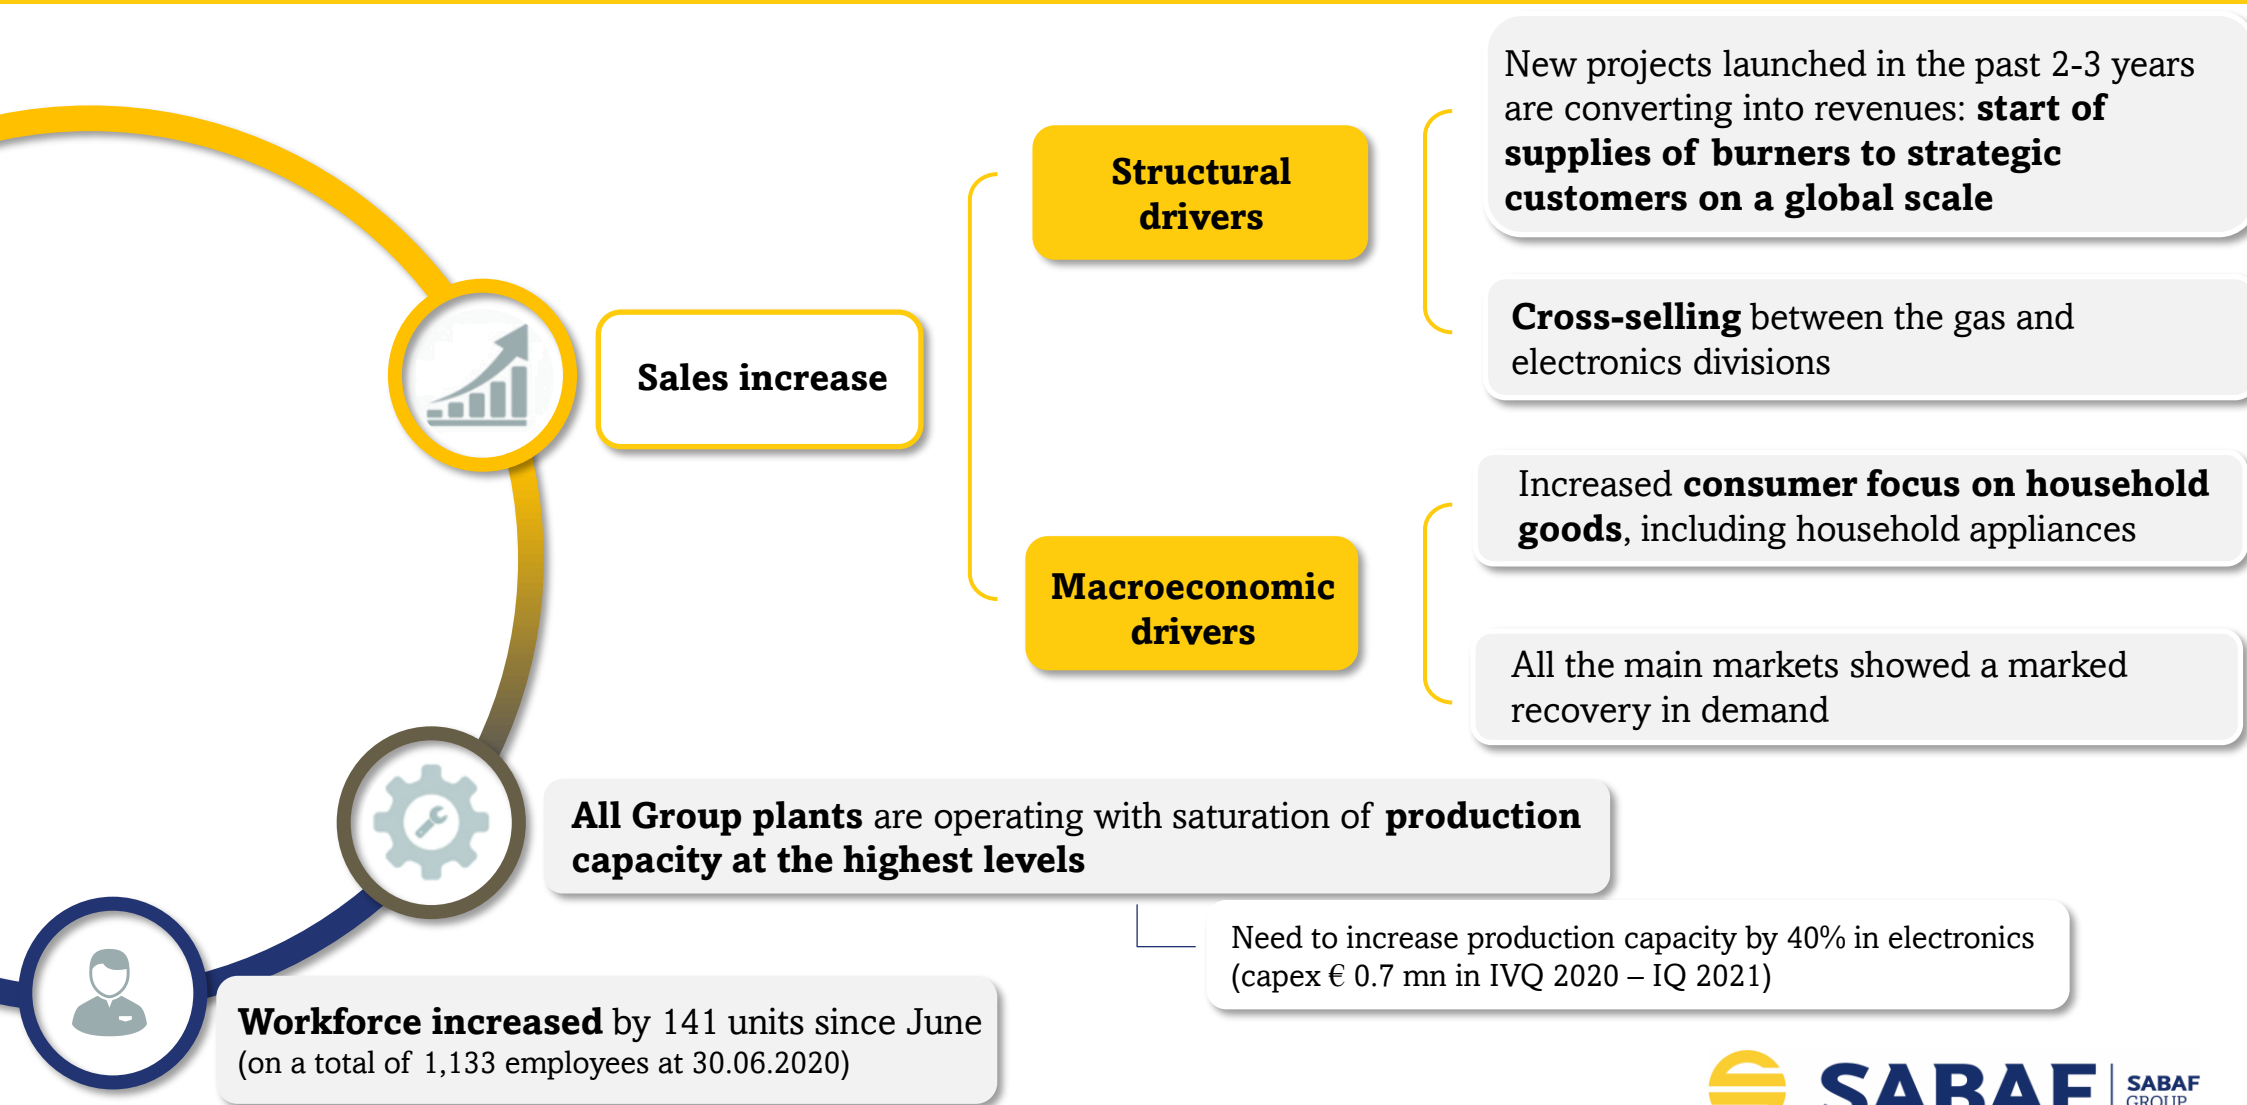 New projects launched in the past 2-3 years
are converting into revenues: start of
supplies of burners to strategic
customers on a global scale
Structural
drivers
Cross-selling between the gas and
electronics divisions
Sales increase
Increased consumer focus on household
goods, including household appliances
Macroeconomic
drivers
All the main markets showed a marked
recovery in demand
All Group plants are operating with saturation of production
capacity at the highest levels
Need to increase production capacity by 40% in electronics
(capex € 0.7 mn in IVQ 2020 – IQ 2021)
Workforce increased by 141 units since June
(on a total of 1,133 employees at 30.06.2020)
SABAF
SABAF
GROUP